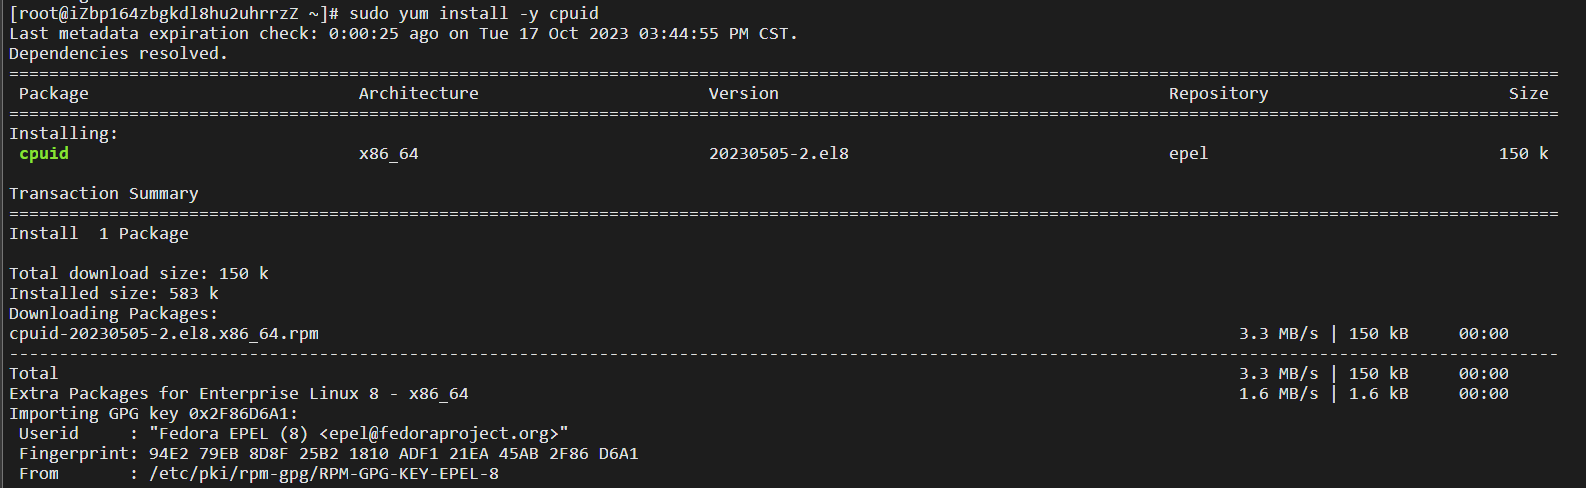 [root@iZbp164zbgkdl8hu2uhrrzZ ~]# sudo yum install -y cpuid
Last metadata expiration check: 0:00:25 ago on Tue 17 Oct 2023 03:44:55 PM CST.
Dependencies resolved.
================================================================================
Package Architecture Version Repository Size
================================================================================
Installing:
cpuid x86_64 20230505-2.el8 epel 150 k
Transaction Summary
================================================================================
Install  1 Package
Total download size: 150 k
Installed size: 583 k
Downloading Packages:
cpuid-20230505-2.el8.x86_64.rpm 3.3 MB/s | 150 kB 00:00
--------------------------------------------------------------------------------
Total 3.3 MB/s | 150 kB 00:00
Extra Packages for Enterprise Linux 8 - x86_64 1.6 MB/s | 1.6 kB 00:00
Importing GPG key 0x2F86D6A1:
Userid     : "Fedora EPEL (8) <epel@fedoraproject.org>"
Fingerprint: 94E2 79EB 8D8F 25B2 1810 ADF1 21EA 45AB 2F86 D6A1
From       : /etc/pki/rpm-gpg/RPM-GPG-KEY-EPEL-8